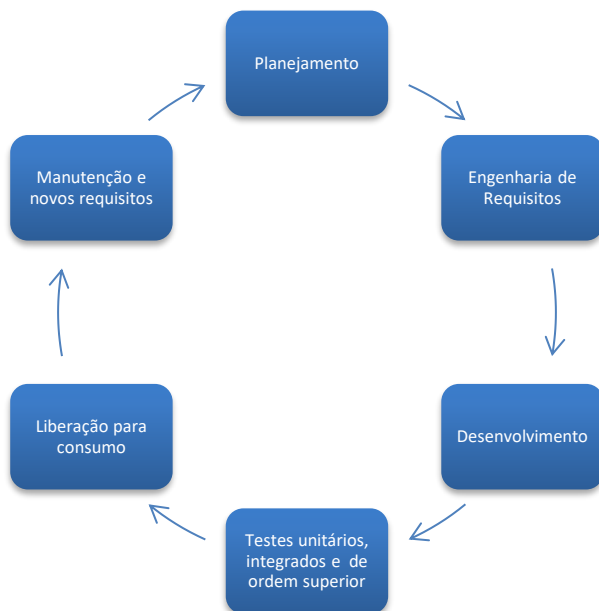 Planejamento
Engenharia de
Requisitos
Desenvolvimento
Testes unitários,
integrados e de
ordem superior
Liberação para
consumo
Manutenção e
novos requisitos